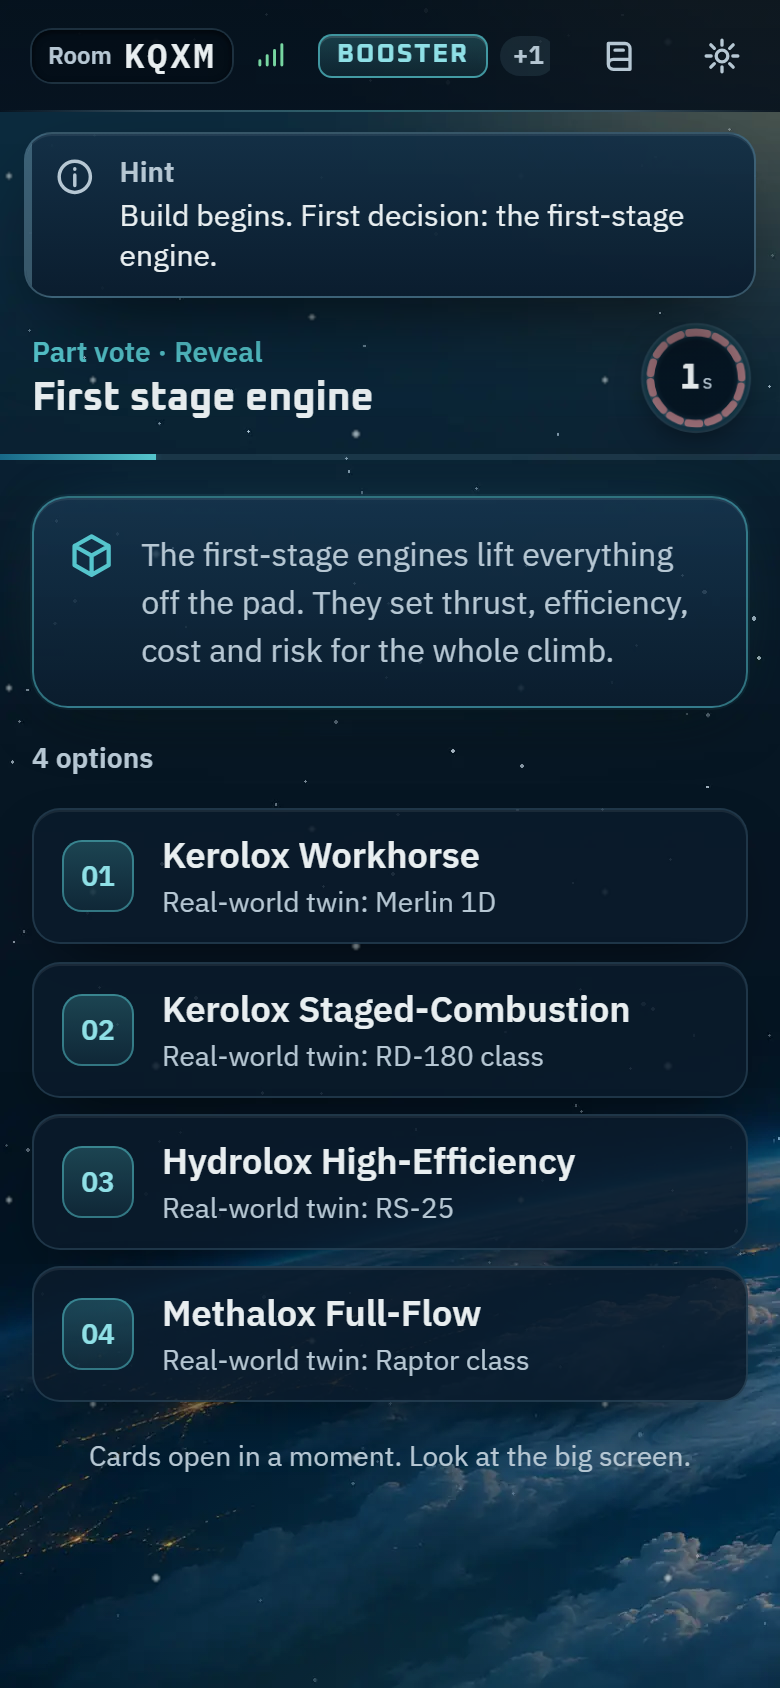 Room KQXM BOOSTER +1
Hint
Build begins. First decision: the first-stage
engine.
Part vote · Reveal
First stage engine
1s
The first-stage engines lift everything
off the pad. They set thrust, efficiency,
cost and risk for the whole climb.
4 options
01
Kerolox Workhorse
Real-world twin: Merlin 1D
02
Kerolox Staged-Combustion
Real-world twin: RD-180 class
03
Hydrolox High-Efficiency
Real-world twin: RS-25
04
Methalox Full-Flow
Real-world twin: Raptor class
Cards open in a moment. Look at the big screen.